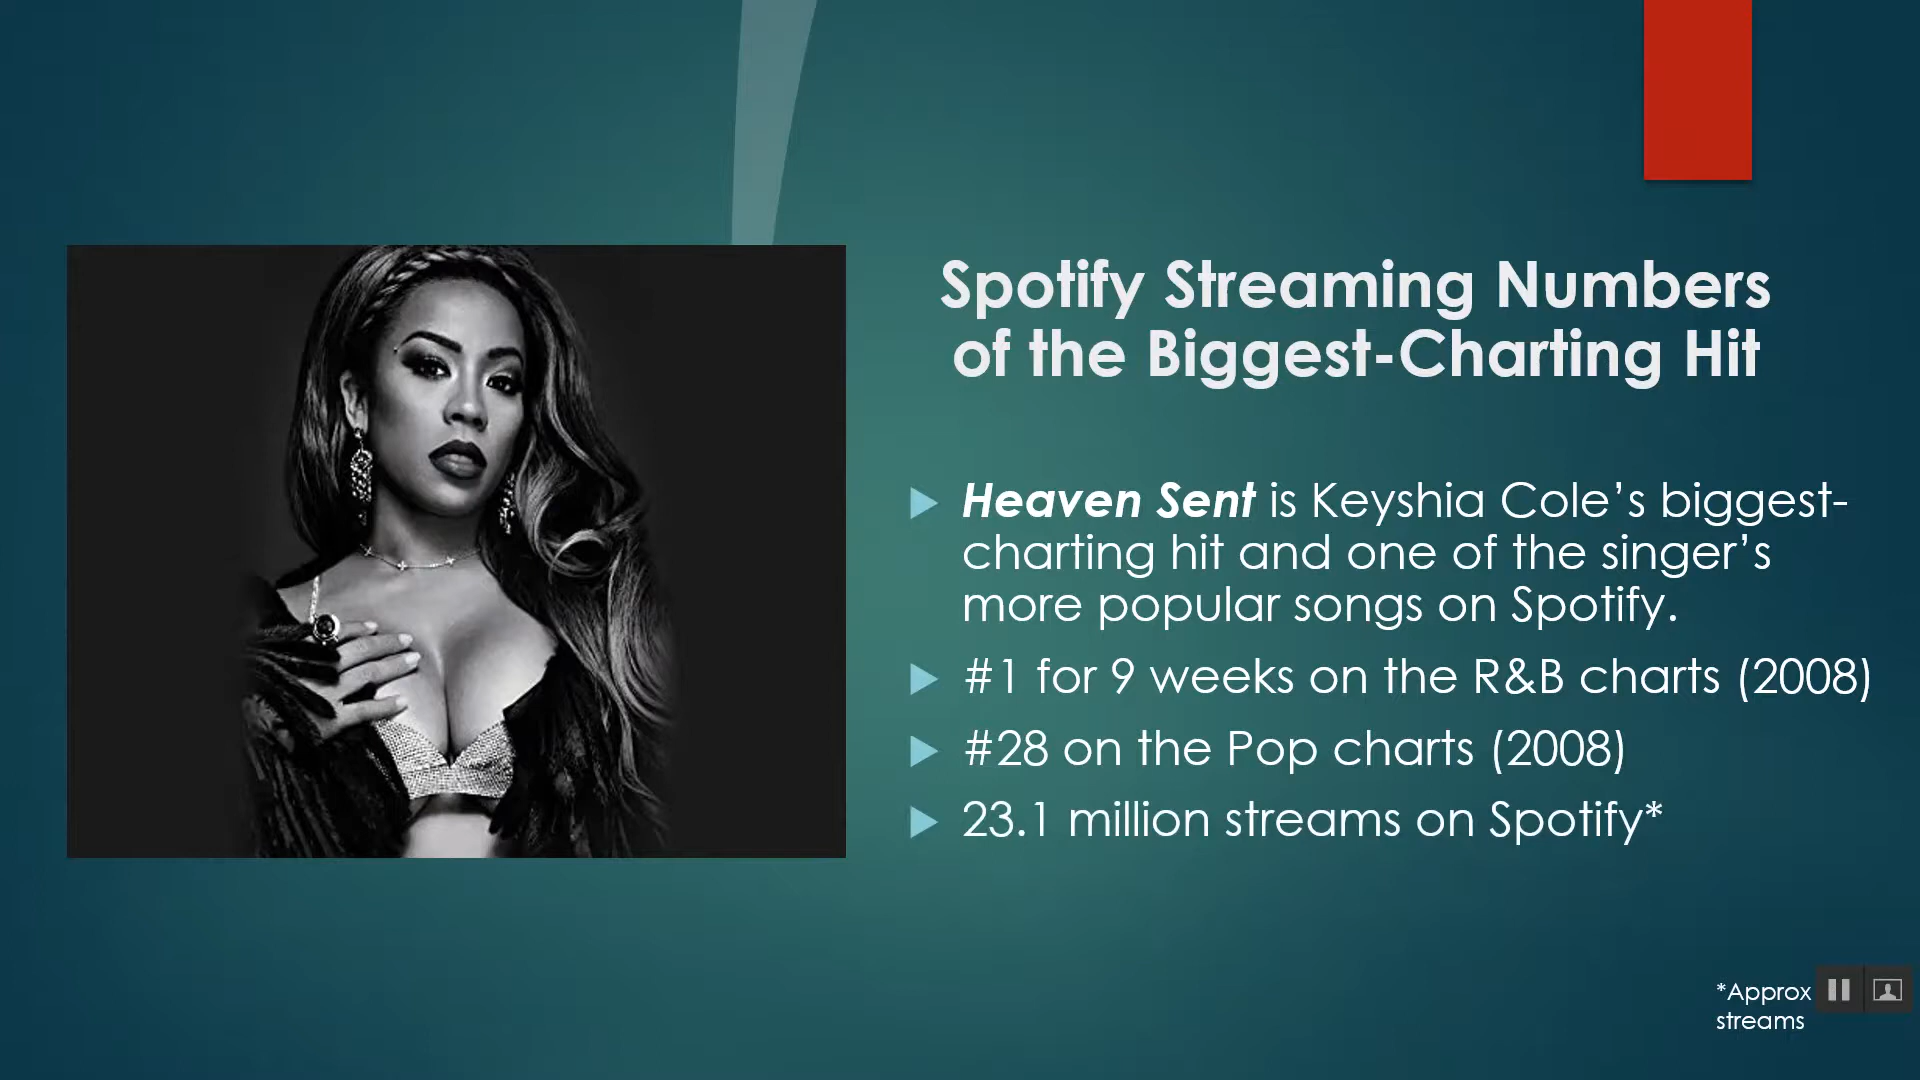 Spotify Streaming Numbers
of the Biggest-Charting Hit
Heaven Sent is Keyshia Cole’s biggest-
charting hit and one of the singer’s
more popular songs on Spotify.
#1 for 9 weeks on the R&B charts (2008)
#28 on the Pop charts (2008)
23.1 million streams on Spotify*
*Approx
streams